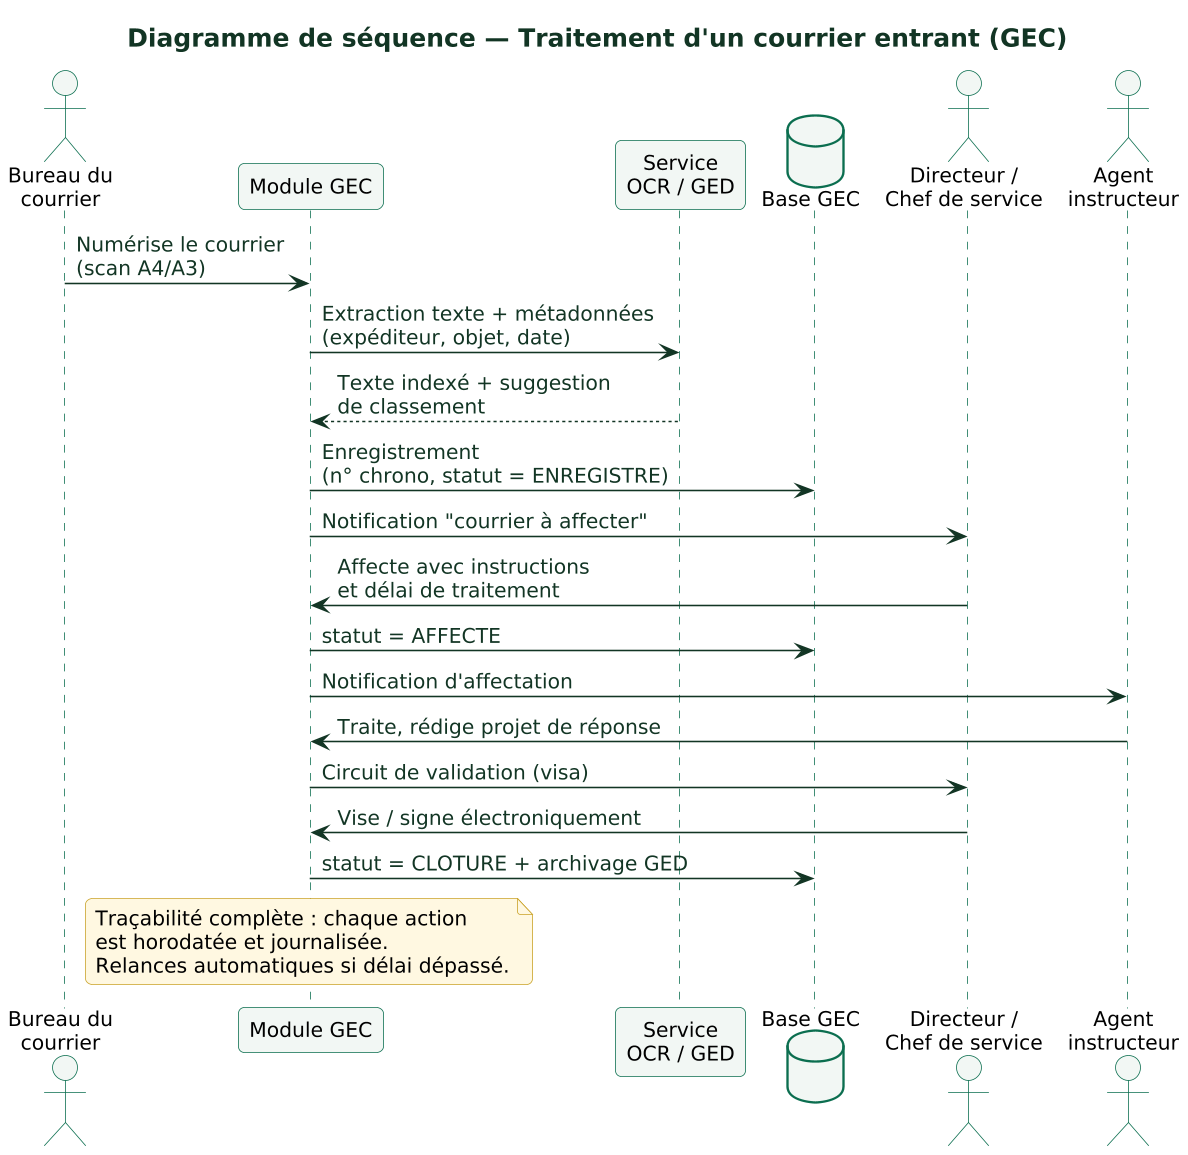 Diagramme de séquence — Traitement d'un courrier entrant (GEC)
Bureau du
courrier
Module GEC
Service
OCR / GED
Base GEC
Directeur /
Chef de service
Agent
instructeur
Numérise le courrier
(scan A4/A3)
Extraction texte + métadonnées
(expéditeur, objet, date)
Texte indexé + suggestion
de classement
Enregistrement
(n° chrono, statut = ENREGISTRE)
Notification "courrier à affecter"
Affecte avec instructions
et délai de traitement
statut = AFFECTE
Notification d'affectation
Traite, rédige projet de réponse
Circuit de validation (visa)
Vise / signe électroniquement
statut = CLOTURE + archivage GED
Traçabilité complète : chaque action
est horodatée et journalisée.
Relances automatiques si délai dépassé.
Bureau du
courrier
Module GEC
Service
OCR / GED
Base GEC
Directeur /
Chef de service
Agent
instructeur